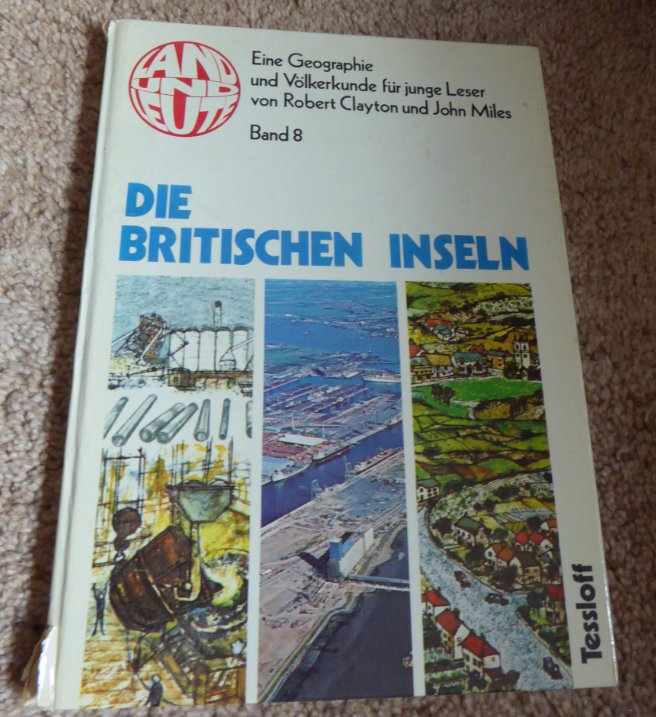 LAND
UND
LEUTE
Eine Geographie
und Völkerkunde für junge Leser
von Robert Clayton und John Miles
Band 8
DIE
BRITISCHEN INSELN
Tessloff